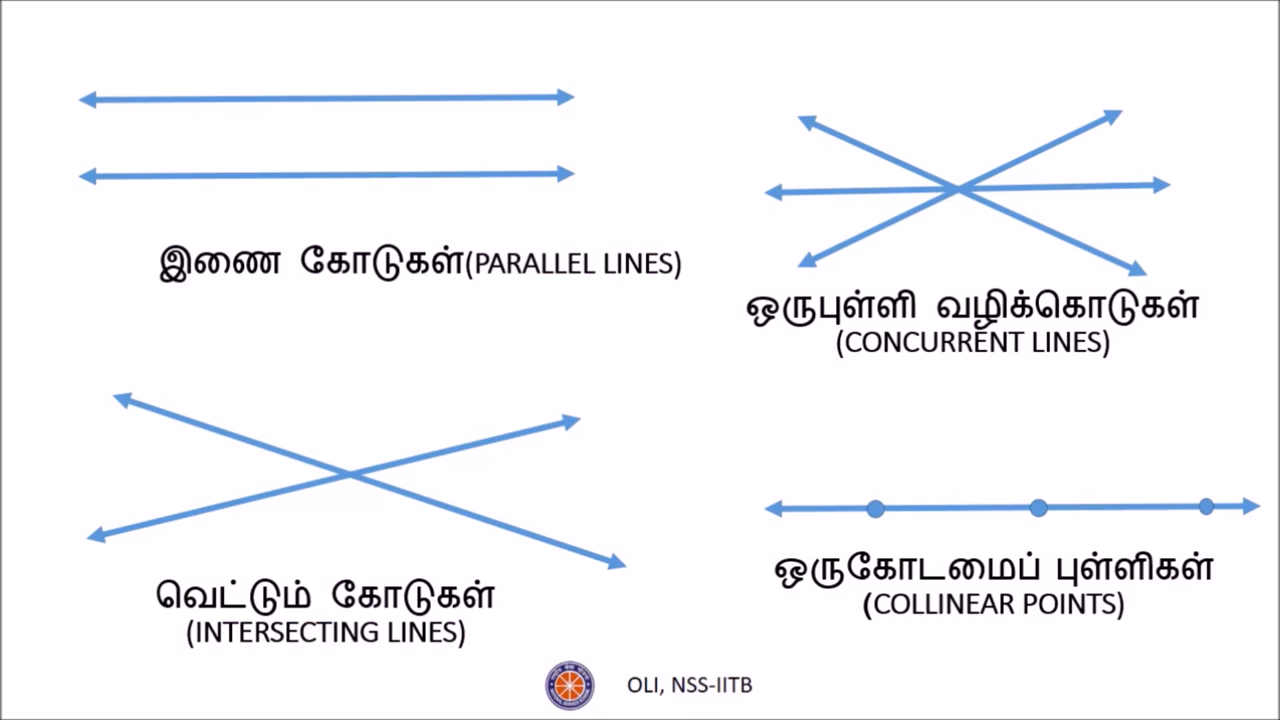 இணை கோடுகள்(PARALLEL LINES)
ஒருபுள்ளி வழிக்கொடுகள்
(CONCURRENT LINES)
வெட்டும் கோடுகள்
(INTERSECTING LINES)
ஒருகோடமைப் புள்ளிகள்
(COLLINEAR POINTS)
OLI, NSS-IITB